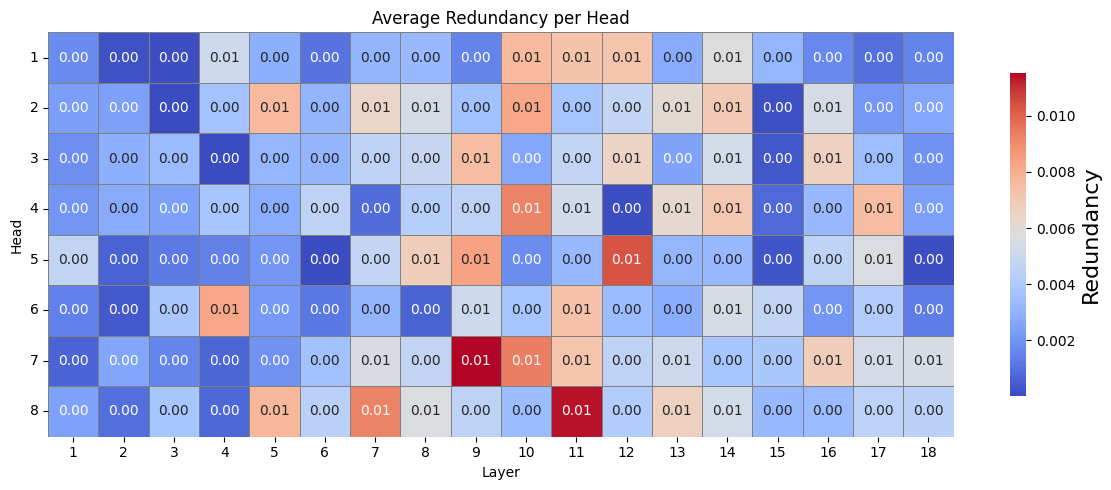 Average Redundancy per Head
1 0.00 0.00 0.00 0.01 0.00 0.00 0.00 0.00 0.00 0.01 0.01 0.01 0.00 0.01 0.00 0.00 0.00 0.00
2 0.00 0.00 0.00 0.00 0.01 0.00 0.01 0.01 0.00 0.01 0.00 0.00 0.01 0.01 0.00 0.01 0.00 0.00
3 0.00 0.00 0.00 0.00 0.00 0.00 0.00 0.00 0.01 0.00 0.00 0.01 0.00 0.01 0.00 0.01 0.00 0.00
4 0.00 0.00 0.00 0.00 0.00 0.00 0.00 0.00 0.00 0.01 0.01 0.00 0.01 0.01 0.00 0.00 0.01 0.00
5 0.00 0.00 0.00 0.00 0.00 0.00 0.00 0.01 0.01 0.00 0.00 0.01 0.00 0.00 0.00 0.00 0.01 0.00
6 0.00 0.00 0.00 0.01 0.00 0.00 0.00 0.00 0.01 0.00 0.01 0.00 0.00 0.01 0.00 0.00 0.00 0.00
7 0.00 0.00 0.00 0.00 0.00 0.00 0.01 0.00 0.01 0.01 0.01 0.00 0.01 0.00 0.00 0.01 0.01 0.01
8 0.00 0.00 0.00 0.00 0.01 0.00 0.01 0.01 0.00 0.00 0.01 0.00 0.01 0.01 0.00 0.00 0.00 0.00
1 2 3 4 5 6 7 8 9 10 11 12 13 14 15 16 17 18
Layer
Head
0.010
0.008
0.006
0.004
0.002
Redundancy